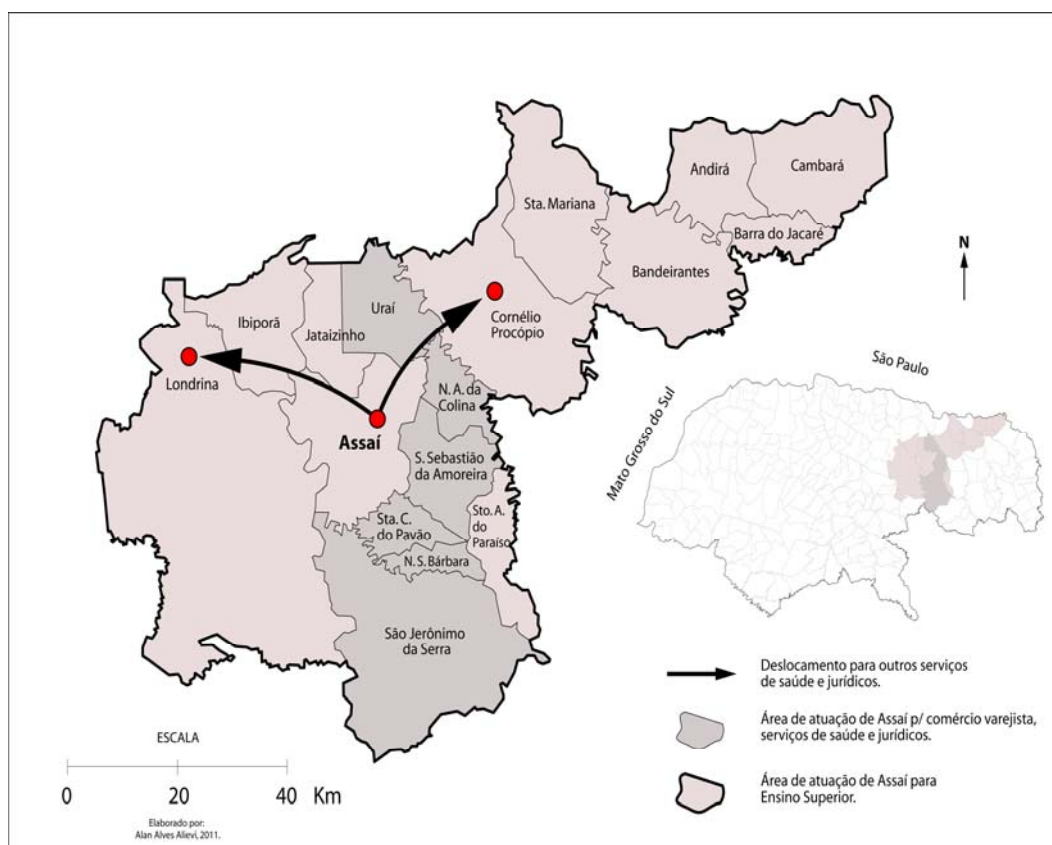 Andirá
Cambará
Sta. Mariana
Barra do Jacaré
Bandeirantes
N
Uraí
Ibiporã
Jataizinho
Cornélio
Procópio
Londrina
Assaí
N. A. da
Colina
S. Sebastião
da Amoreira
Sta. C.
do Pavão
Sto. A.
do
Paraíso
N. S. Bárbara
São Jerônimo
da Serra
São Paulo
Mato Grosso do Sul
Deslocamento para outros serviços
de saúde e jurídicos.
Área de atuação de Assaí p/ comércio varejista,
serviços de saúde e jurídicos.
Área de atuação de Assaí para
Ensino Superior.
ESCALA
0 20 40 Km
Elaborado por:
Alan Alves Alievi, 2011.